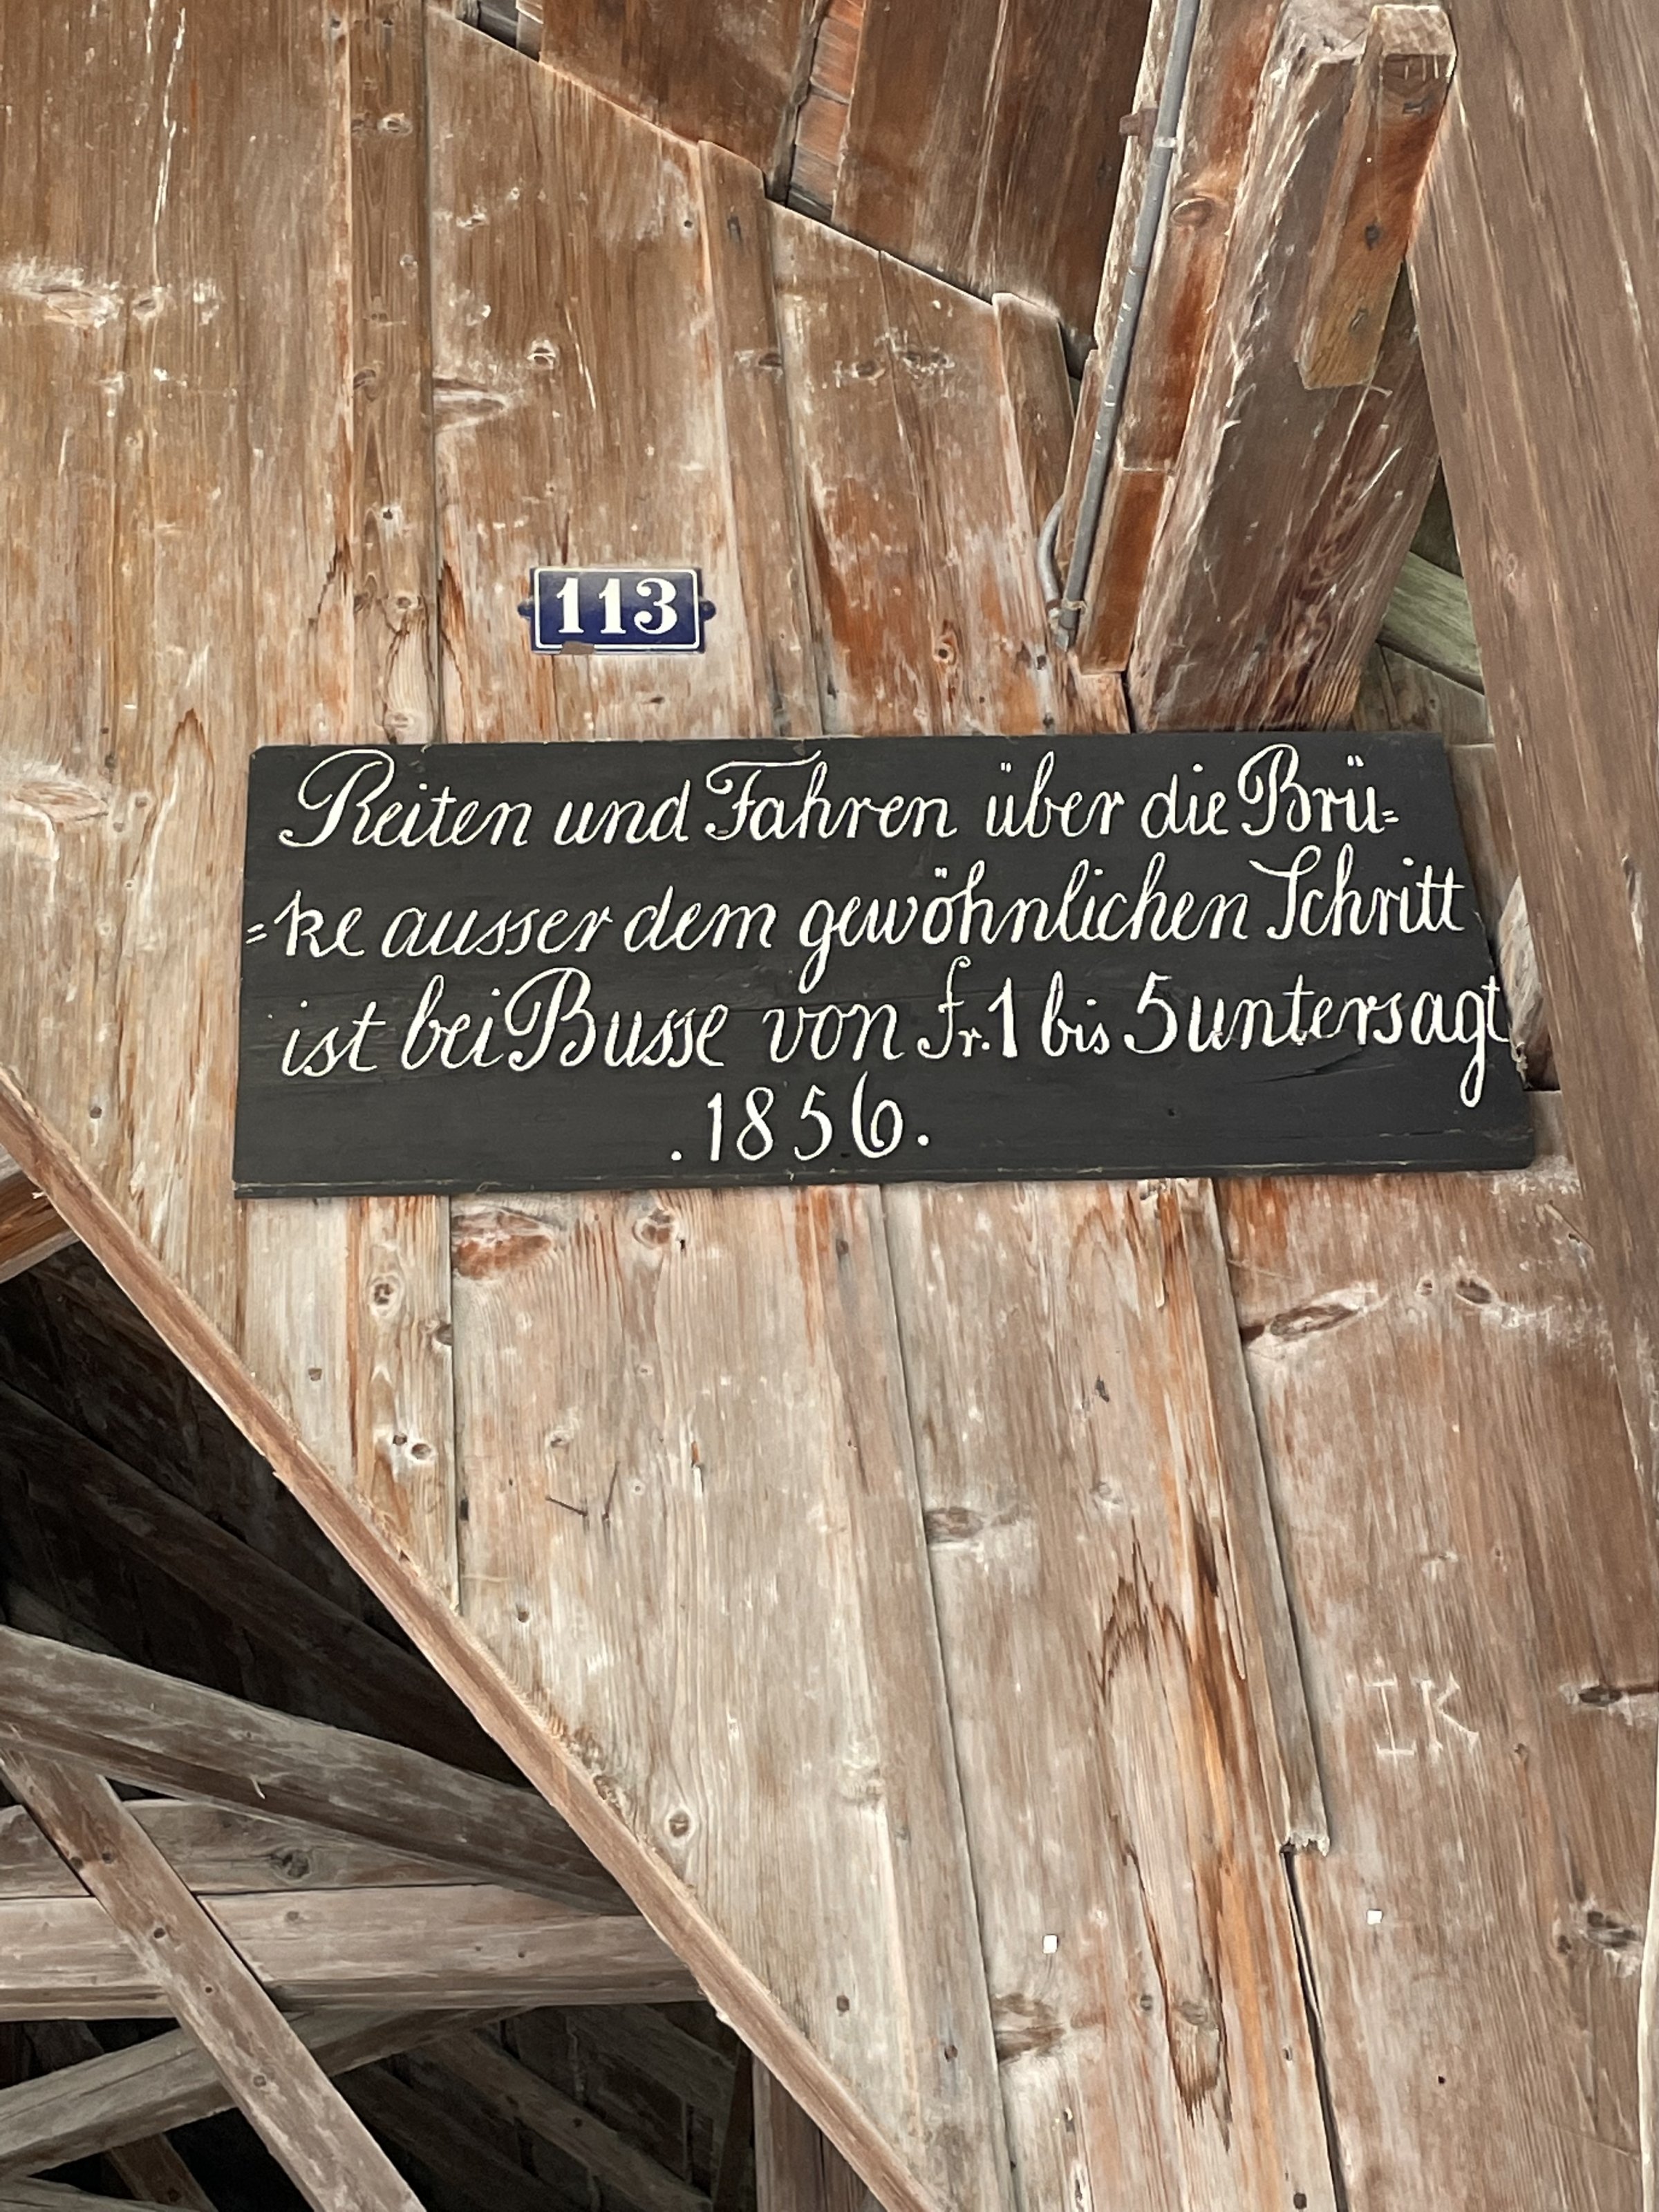 113
Reiten und Fahren über die Brü=
=ke ausser dem gewöhnlichen Schritt
ist bei Busse von fr. 1 bis 5 untersagt
. 1856 .
IK